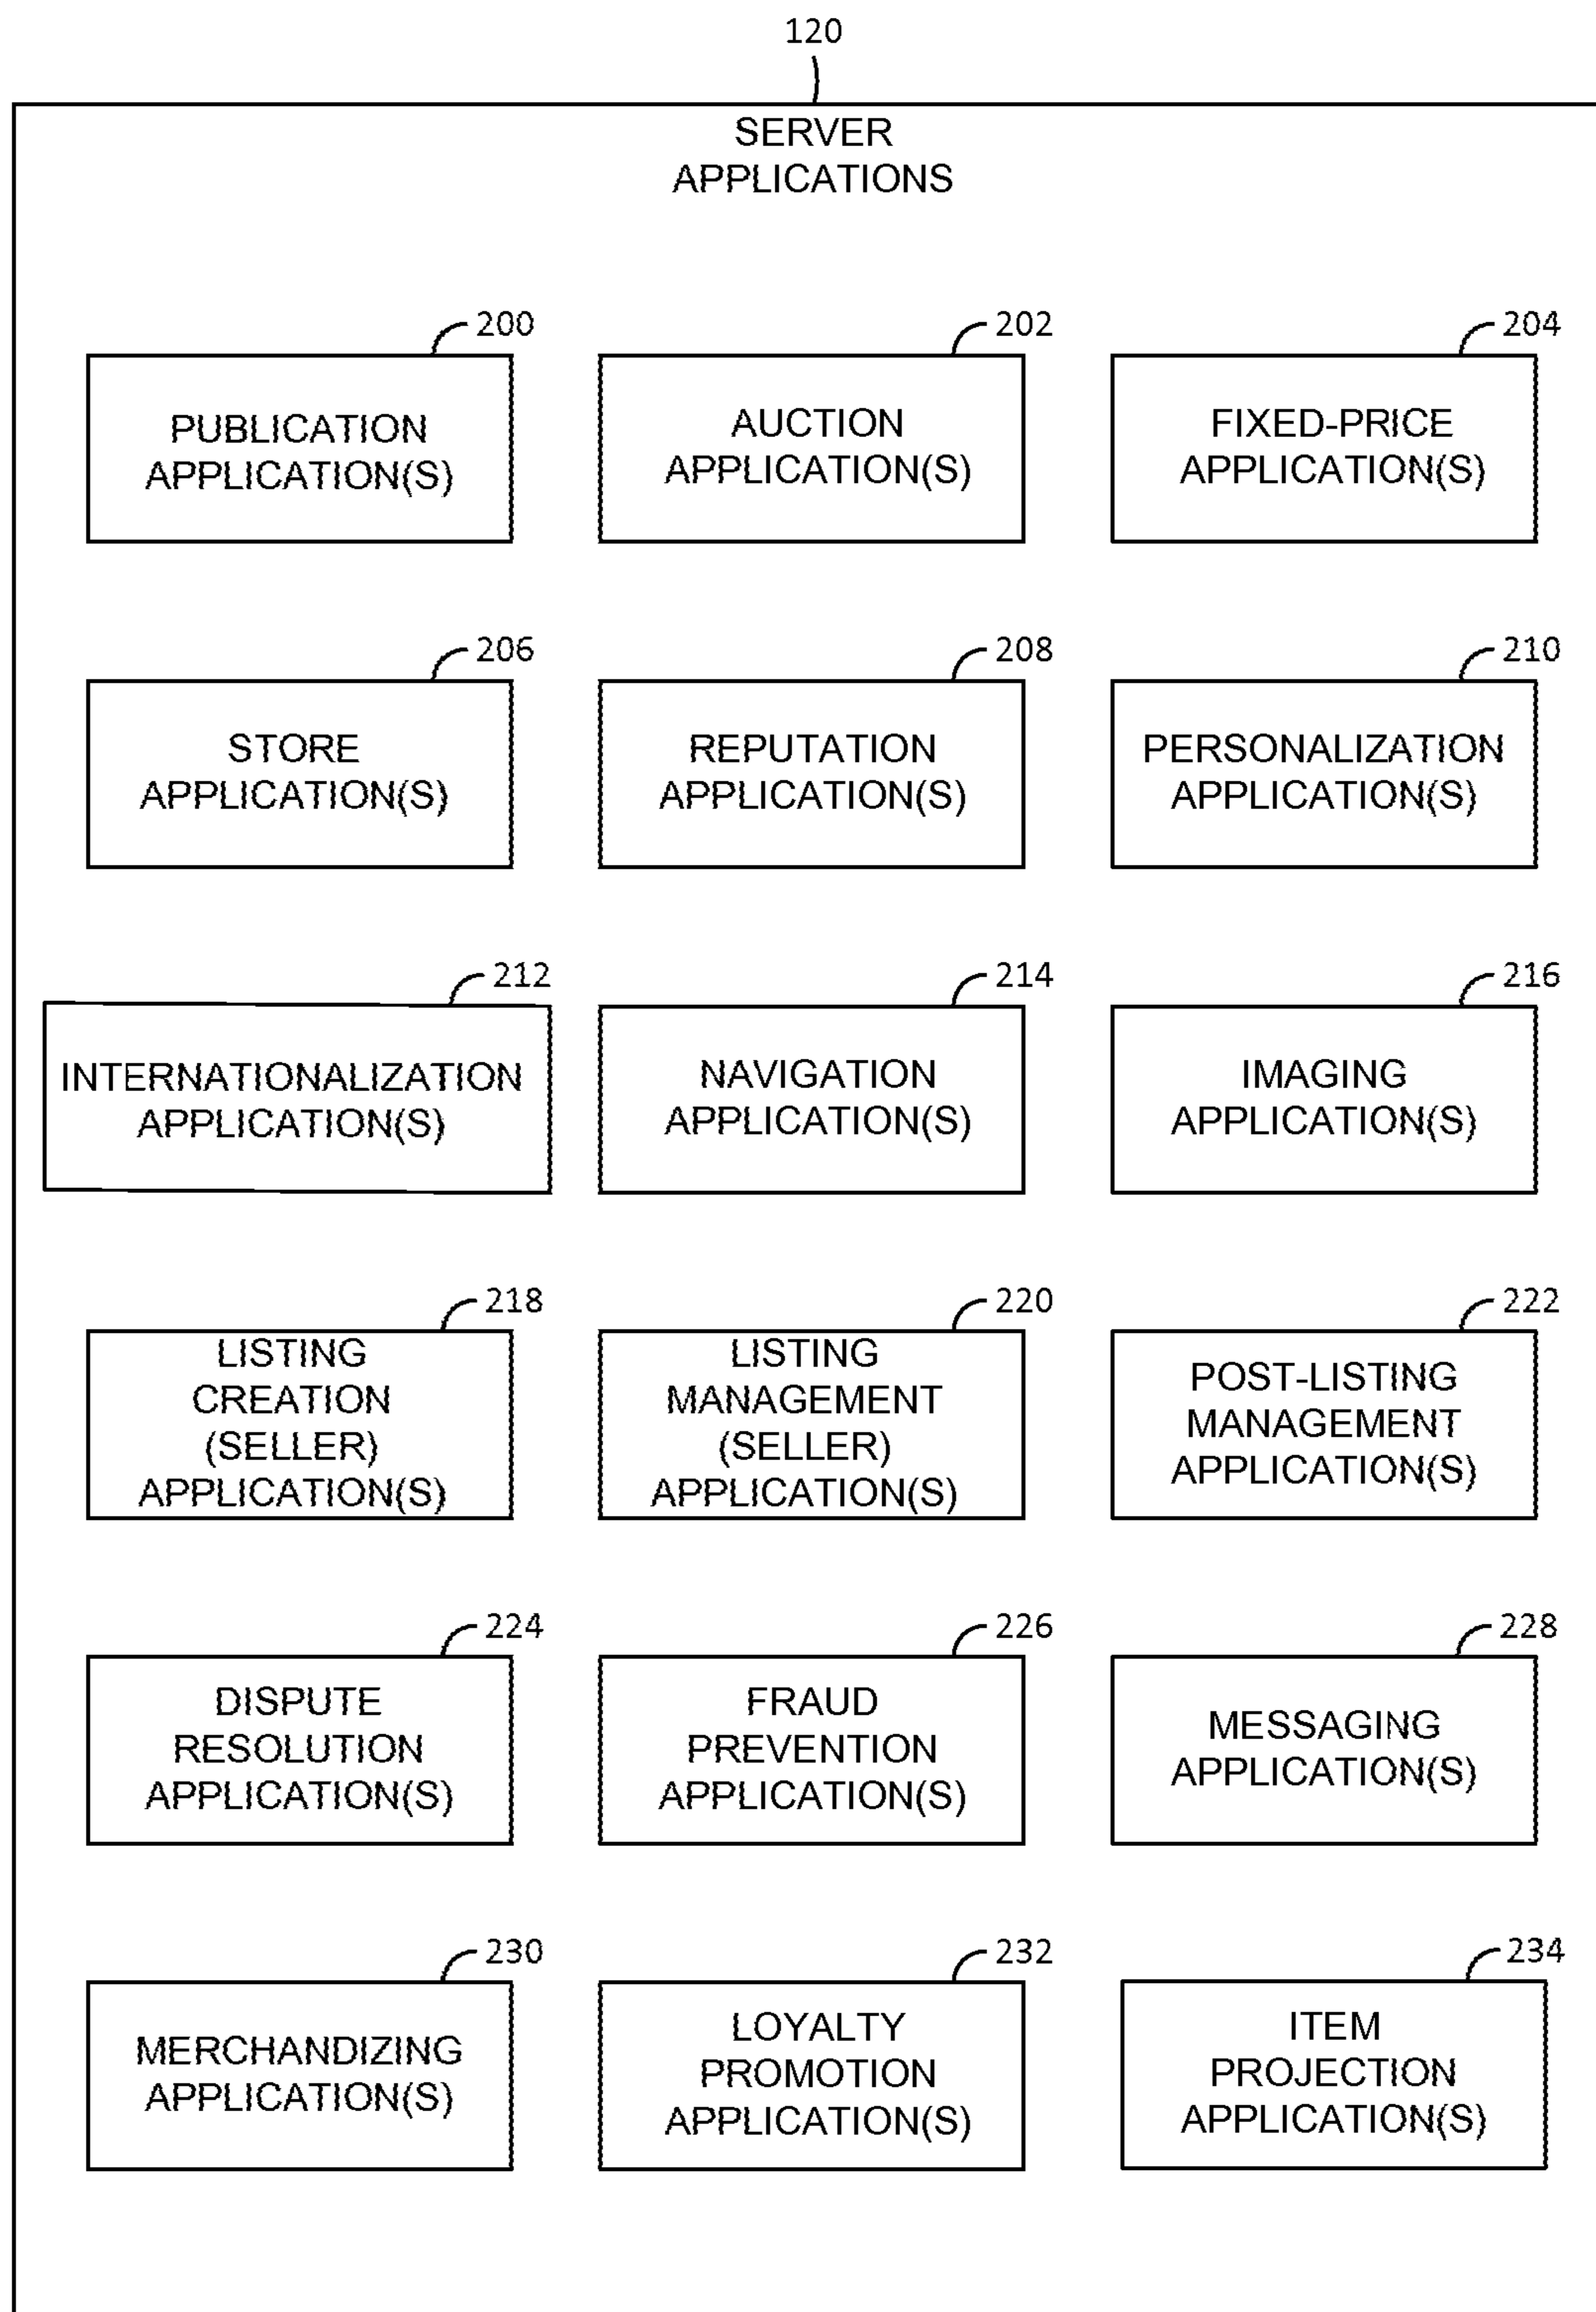 120
SERVER
APPLICATIONS
200
PUBLICATION
APPLICATION(S)
202
AUCTION
APPLICATION(S)
204
FIXED-PRICE
APPLICATION(S)
206
STORE
APPLICATION(S)
208
REPUTATION
APPLICATION(S)
210
PERSONALIZATION
APPLICATION(S)
212
INTERNATIONALIZATION
APPLICATION(S)
214
NAVIGATION
APPLICATION(S)
216
IMAGING
APPLICATION(S)
218
LISTING
CREATION
(SELLER)
APPLICATION(S)
220
LISTING
MANAGEMENT
(SELLER)
APPLICATION(S)
222
POST-LISTING
MANAGEMENT
APPLICATION(S)
224
DISPUTE
RESOLUTION
APPLICATION(S)
226
FRAUD
PREVENTION
APPLICATION(S)
228
MESSAGING
APPLICATION(S)
230
MERCHANDIZING
APPLICATION(S)
232
LOYALTY
PROMOTION
APPLICATION(S)
234
ITEM
PROJECTION
APPLICATION(S)